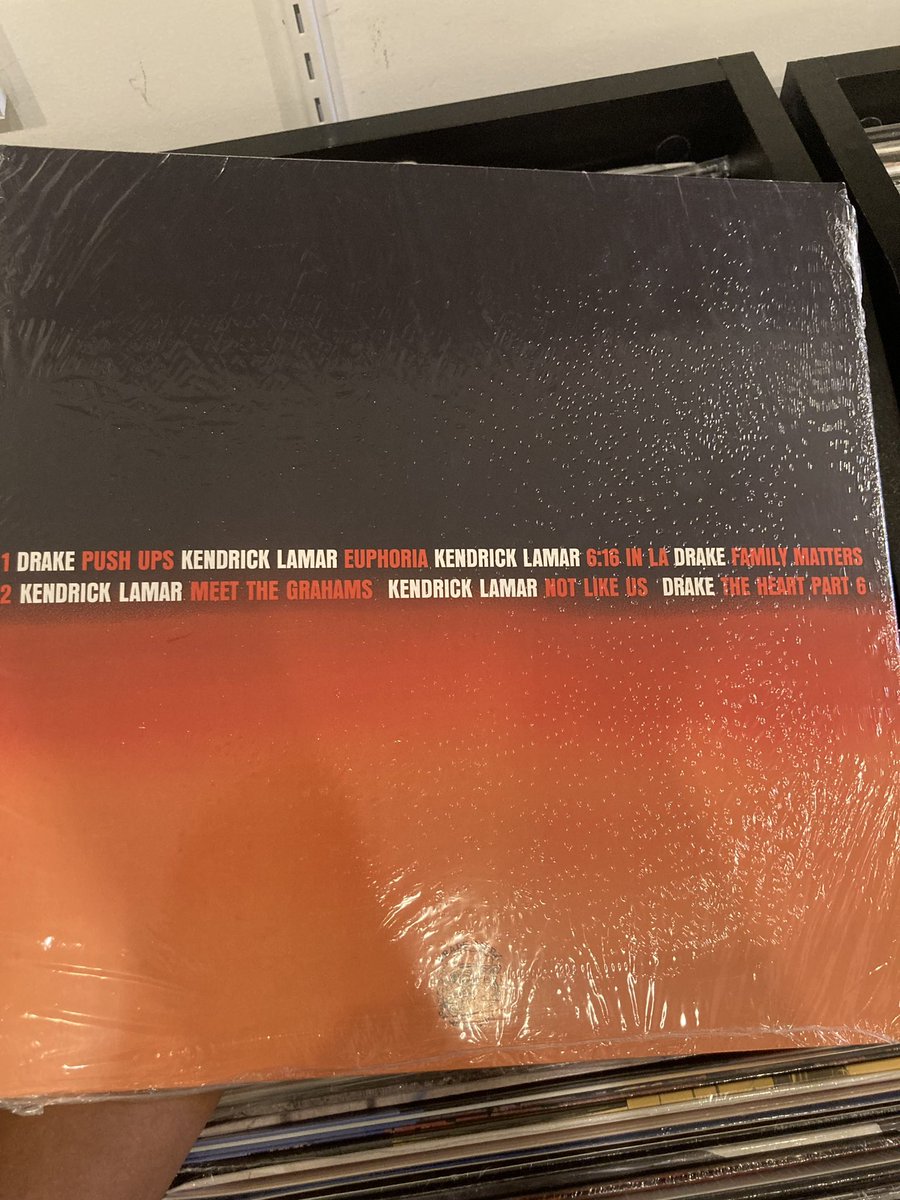 1 DRAKE PUSH UPS KENDRICK LAMAR EUPHORIA KENDRICK LAMAR 6:16 IN LA DRAKE FAMILY MATTERS
2 KENDRICK LAMAR MEET THE GRAHAMS KENDRICK LAMAR NOT LIKE US DRAKE THE HEART PART 6